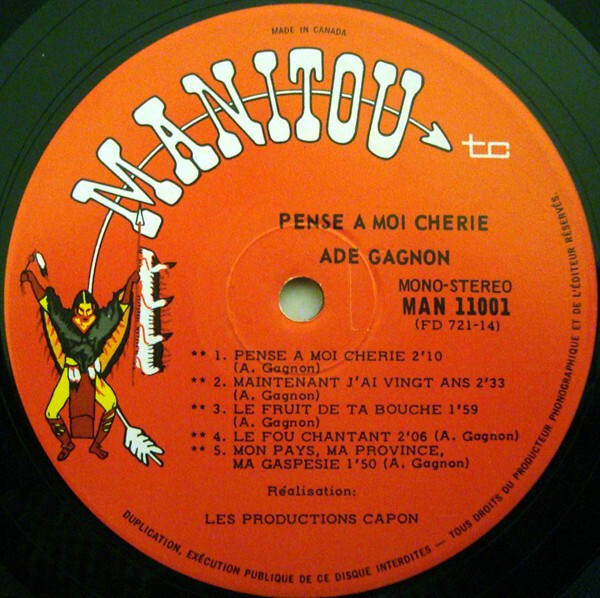 MADE IN CANADA
MANITOU
tc
PENSE A MOI CHERIE
ADE GAGNON
MONO-STEREO
MAN 11001
(FD 721-14)
** 1. PENSE A MOI CHERIE 2'10
(A. Gagnon)
** 2. MAINTENANT J'AI VINGT ANS 2'33
(A. Gagnon)
** 3. LE FRUIT DE TA BOUCHE 1'59
(A. Gagnon)
** 4. LE FOU CHANTANT 2'06 (A. Gagnon)
** 5. MON PAYS, MA PROVINCE,
MA GASPESIE 1'50 (A. Gagnon)
Réalisation:
LES PRODUCTIONS CAPON
DUPLICATION, EXÉCUTION PUBLIQUE DE CE DISQUE INTERDITES — TOUS DROITS DU PRODUCTEUR PHONOGRAPHIQUE ET DE L'ÉDITEUR RÉSERVÉS.